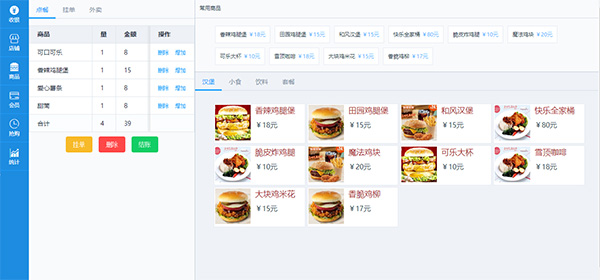 收银
店铺
商品
会员
抢购
统计
点餐 挂单 外卖
商品 量 金额 操作
可口可乐 1 8 删除 增加
香辣鸡腿堡 1 15 删除 增加
爱心薯条 1 8 删除 增加
甜筒 1 8 删除 增加
合计 4 39
挂单 删除 结账
常用商品
香辣鸡腿堡 ¥18元 田园鸡腿堡 ¥15元 和风汉堡 ¥15元 快乐全家桶 ¥80元 脆皮炸鸡腿 ¥10元 魔法鸡块 ¥20元
可乐大杯 ¥10元 雪顶咖啡 ¥18元 大块鸡米花 ¥15元 香脆鸡柳 ¥17元
汉堡 小食 饮料 套餐
香辣鸡腿堡 田园鸡腿堡 和风汉堡 快乐全家桶
¥18元 ¥15元 ¥15元 ¥80元
脆皮炸鸡腿 魔法鸡块 可乐大杯 雪顶咖啡
¥10元 ¥20元 ¥10元 ¥18元
大块鸡米花 香脆鸡柳
¥15元 ¥17元